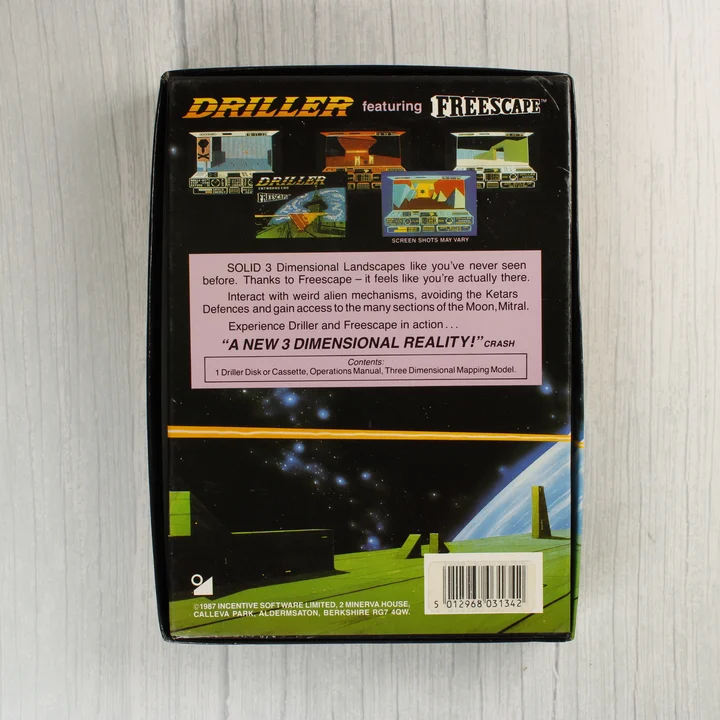 DRILLER featuring FREESCAPE™
DRILLER
FREESCAPE
SCREEN SHOTS MAY VARY
SOLID 3 Dimensional Landscapes like you've never seen
before. Thanks to Freescape – it feels like you're actually there.
Interact with weird alien mechanisms, avoiding the Ketars
Defences and gain access to the many sections of the Moon, Mitral.
Experience Driller and Freescape in action . . .
“A NEW 3 DIMENSIONAL REALITY!” CRASH
Contents:
1 Driller Disk or Cassette, Operations Manual, Three Dimensional Mapping Model.
©1987 INCENTIVE SOFTWARE LIMITED, 2 MINERVA HOUSE,
CALLEVA PARK, ALDERMSATON, BERKSHIRE RG7 4QW.
5 012968 031342